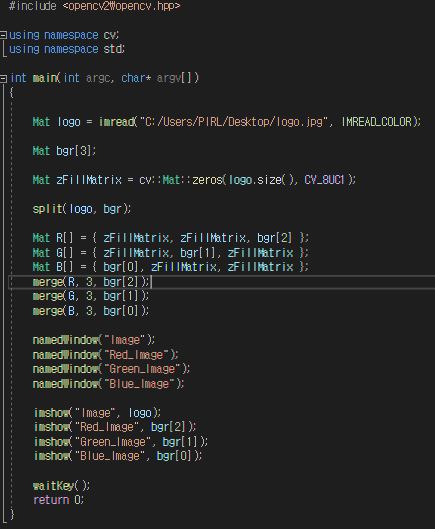 #include <opencv2₩opencv.hpp>
using namespace cv;
using namespace std;
int main(int argc, char* argv[])
{
Mat logo = imread("C:/Users/PIRL/Desktop/logo.jpg", IMREAD_COLOR);
Mat bgr[3];
Mat zFillMatrix = cv::Mat::zeros(logo.size(), CV_8UC1);
split(logo, bgr);
Mat R[] = { zFillMatrix, zFillMatrix, bgr[2] };
Mat G[] = { zFillMatrix, bgr[1], zFillMatrix };
Mat B[] = { bgr[0], zFillMatrix, zFillMatrix };
merge(R, 3, bgr[2]);
merge(G, 3, bgr[1]);
merge(B, 3, bgr[0]);
namedWindow("Image");
namedWindow("Red_Image");
namedWindow("Green_Image");
namedWindow("Blue_Image");
imshow("Image", logo);
imshow("Red_Image", bgr[2]);
imshow("Green_Image", bgr[1]);
imshow("Blue_Image", bgr[0]);
waitKey();
return 0;
}